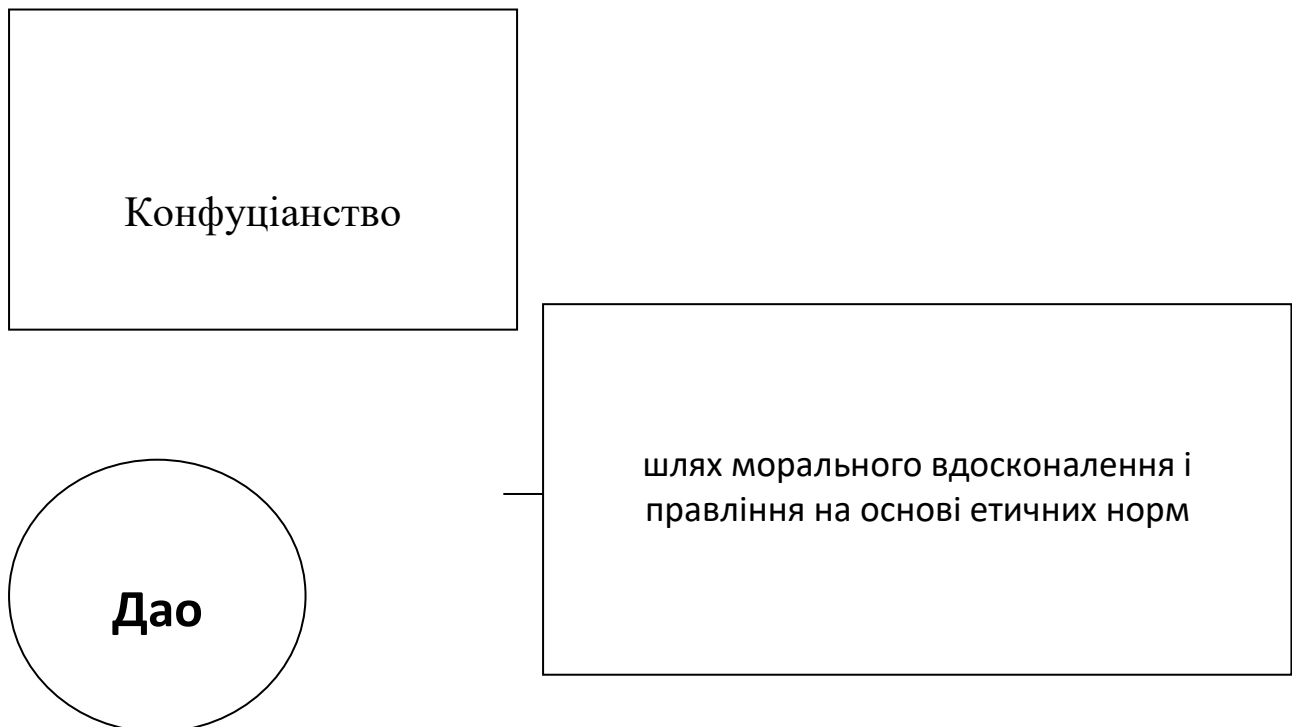 Конфуціанство
шлях морального вдосконалення і
правління на основі етичних норм
Дао